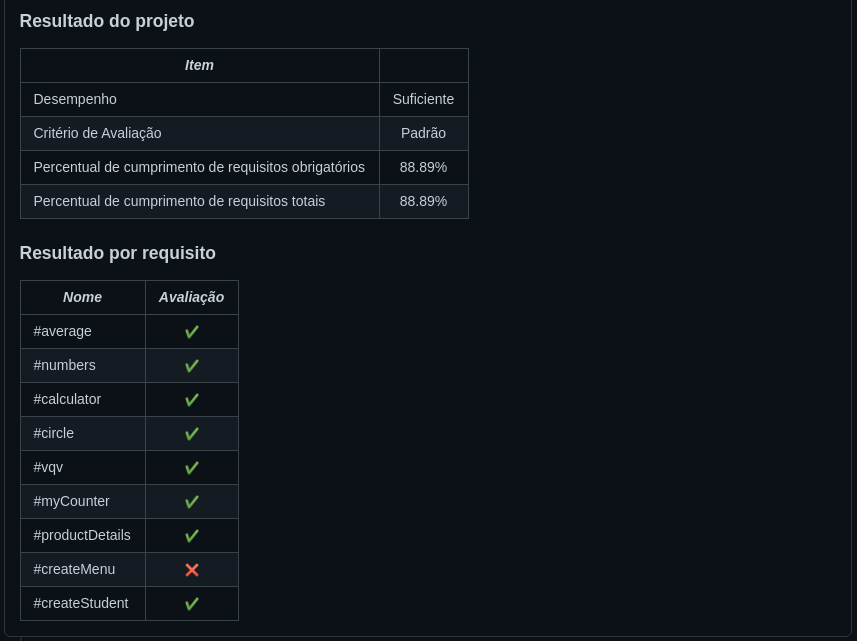 Resultado do projeto
Item
Desempenho Suficiente
Critério de Avaliação Padrão
Percentual de cumprimento de requisitos obrigatórios 88.89%
Percentual de cumprimento de requisitos totais 88.89%
Resultado por requisito
Nome Avaliação
#average ✔
#numbers ✔
#calculator ✔
#circle ✔
#vqv ✔
#myCounter ✔
#productDetails ✔
#createMenu ❌
#createStudent ✔